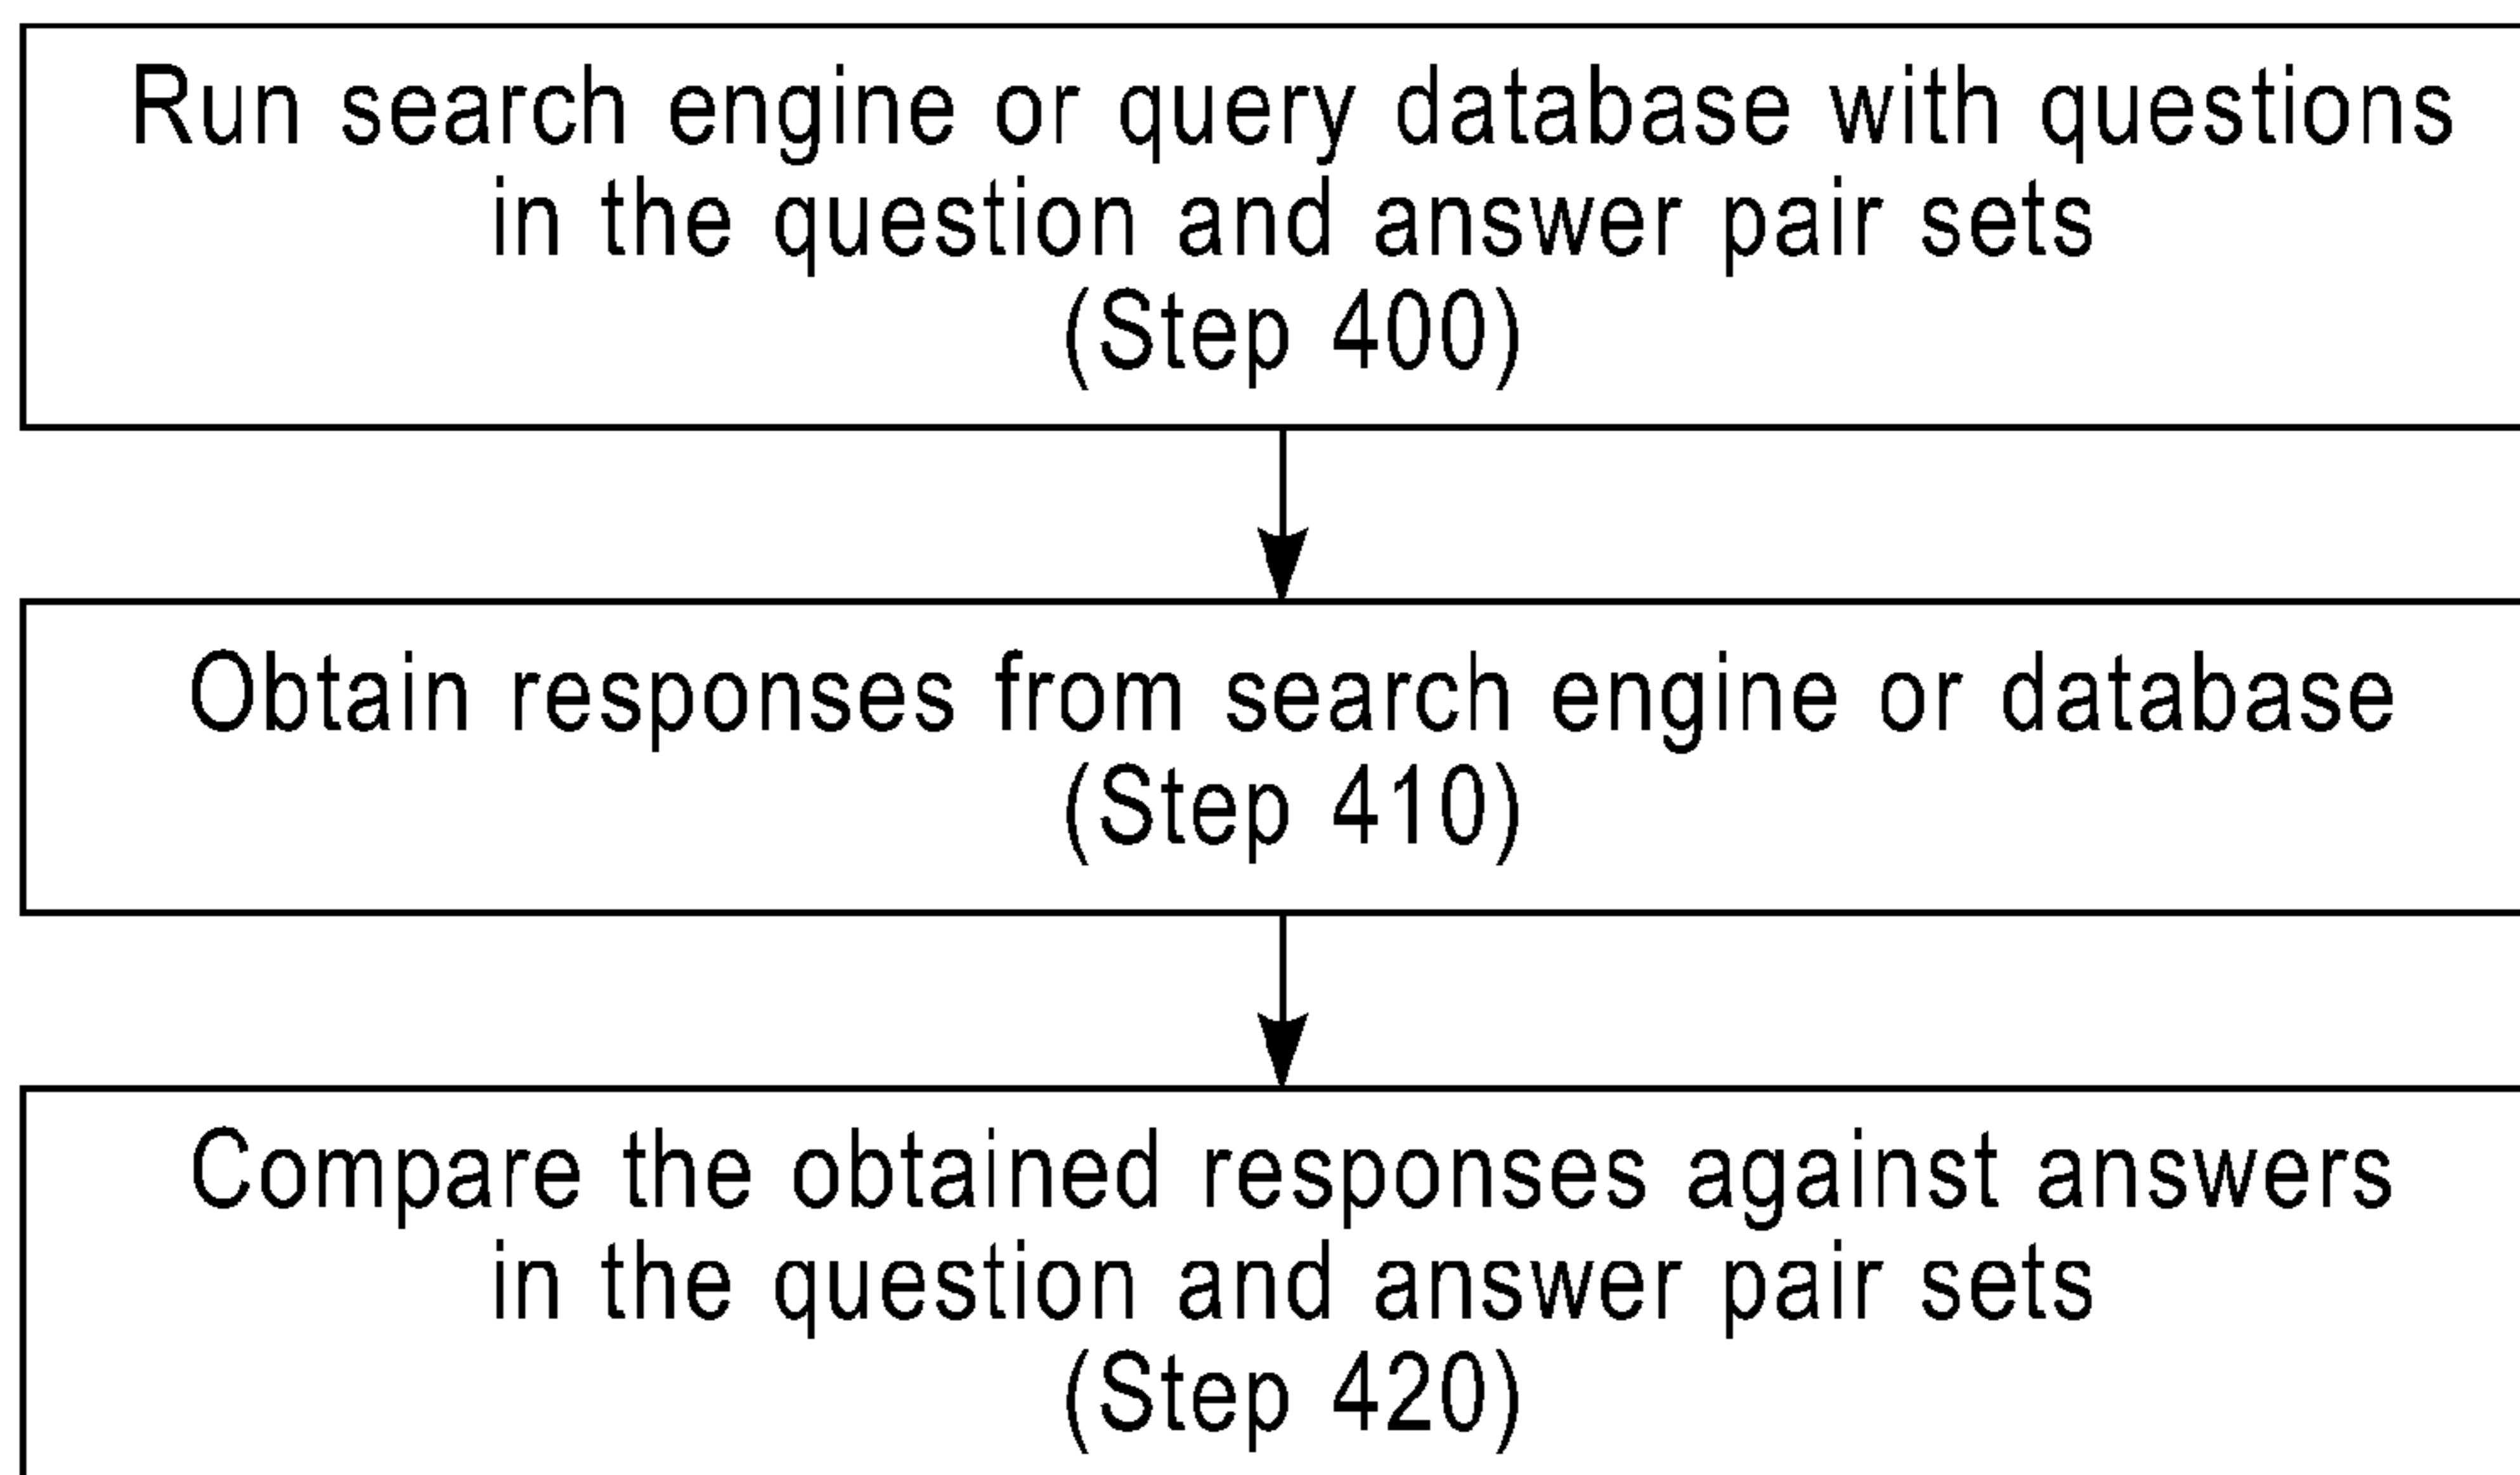 Run search engine or query database with questions
in the question and answer pair sets
(Step 400)
Obtain responses from search engine or database
(Step 410)
Compare the obtained responses against answers
in the question and answer pair sets
(Step 420)